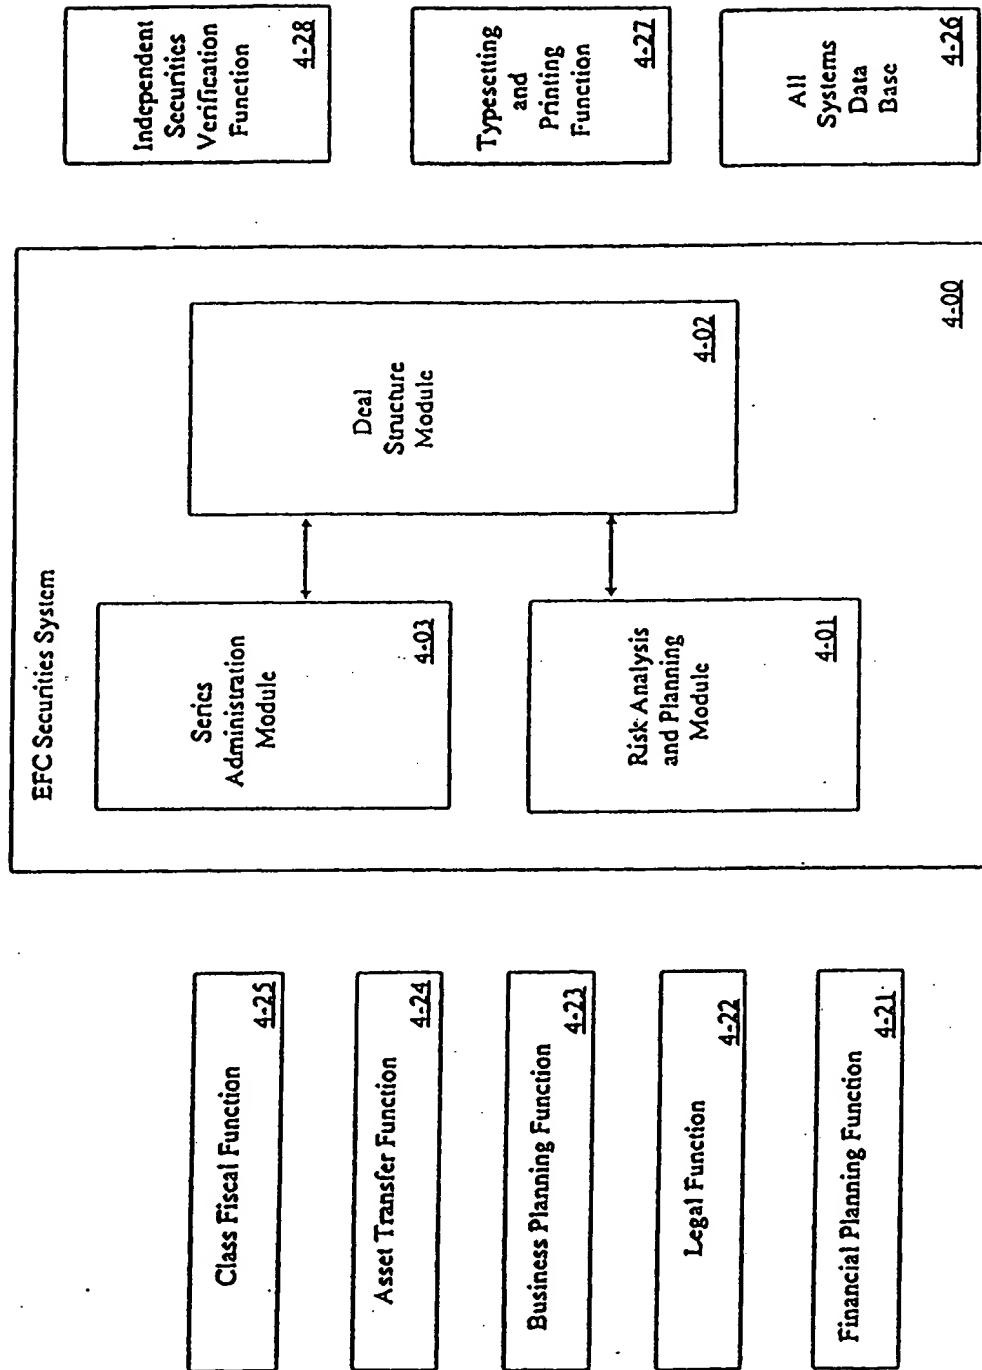 Financial Planning Function
4-21
Legal Function
4-22
Business Planning Function
4-23
Asset Transfer Function
4-24
Class Fiscal Function
4-25
EFC Securities System
Risk Analysis
and Planning
Module
4-01
Series
Administration
Module
4-03
Deal
Structure
Module
4-02
4-00
All
Systems
Data
Base
4-26
Typesetting
and
Printing
Function
4-27
Independent
Securities
Verification
Function
4-28